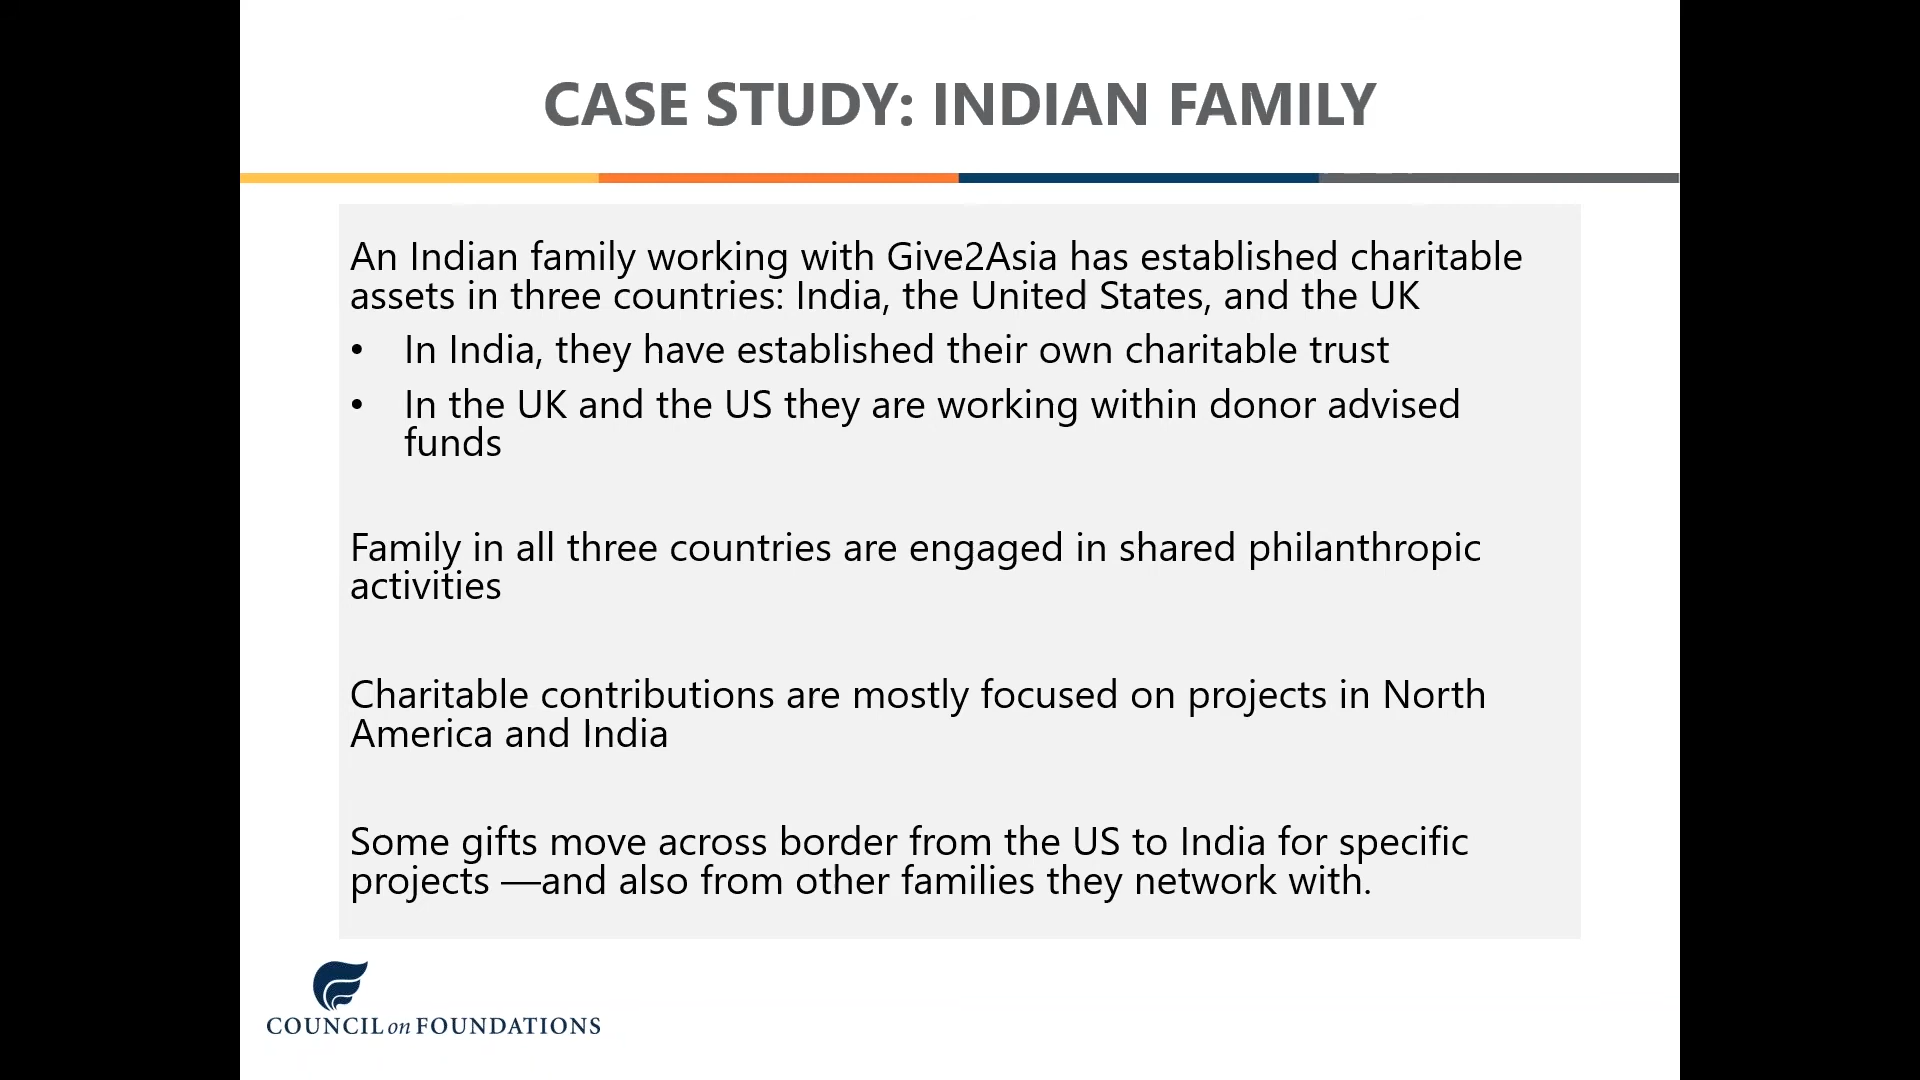 CASE STUDY: INDIAN FAMILY
An Indian family working with Give2Asia has established charitable
assets in three countries: India, the United States, and the UK
• In India, they have established their own charitable trust
• In the UK and the US they are working within donor advised
funds
Family in all three countries are engaged in shared philanthropic
activities
Charitable contributions are mostly focused on projects in North
America and India
Some gifts move across border from the US to India for specific
projects —and also from other families they network with.
COUNCIL on FOUNDATIONS